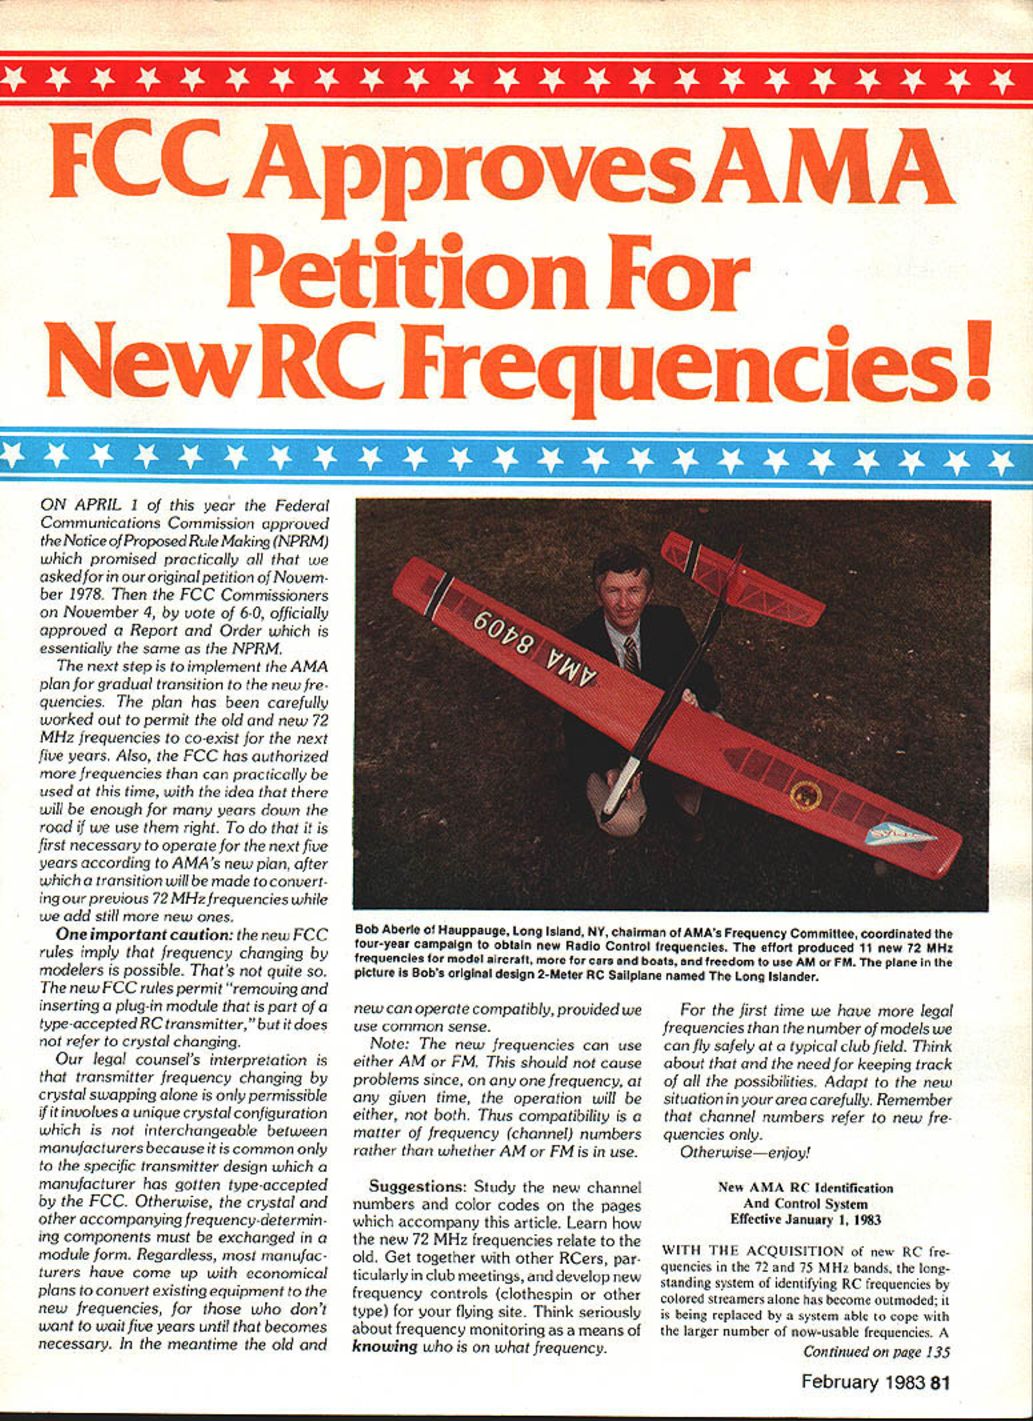 FCC Approves AMA
Petition For
New RC Frequencies!
ON APRIL 1 of this year the Federal
Communications Commission approved
the Notice of Proposed Rule Making (NPRM)
which promised practically all that we
asked for in our original petition of Novem-
ber 1978. Then the FCC Commissioners
on November 4, by vote of 6-0, officially
approved a Report and Order which is
essentially the same as the NPRM.
The next step is to implement the AMA
plan for gradual transition to the new fre-
quencies. The plan has been carefully
worked out to permit the old and new 72
MHz frequencies to co-exist for the next
five years. Also, the FCC has authorized
more frequencies than can practically be
used at this time, with the idea that there
will be enough for many years down the
road if we use them right. To do that it is
first necessary to operate for the next five
years according to AMA's new plan, after
which a transition will be made to convert-
ing our previous 72 MHz frequencies while
we add still more new ones.
One important caution: the new FCC
rules imply that frequency changing by
modelers is possible. That's not quite so.
The new FCC rules permit "removing and
inserting a plug-in module that is part of a
type-accepted RC transmitter," but it does
not refer to crystal changing.
Our legal counsel's interpretation is
that transmitter frequency changing by
crystal swapping alone is only permissible
if it involves a unique crystal configuration
which is not interchangeable between
manufacturers because it is common only
to the specific transmitter design which a
manufacturer has gotten type-accepted
by the FCC. Otherwise, the crystal and
other accompanying frequency-determin-
ing components must be exchanged in a
module form. Regardless, most manufac-
turers have come up with economical
plans to convert existing equipment to the
new frequencies, for those who don't
want to wait five years until that becomes
necessary. In the meantime the old and
AMA 8409
Bob Aberle of Hauppauge, Long Island, NY, chairman of AMA's Frequency Committee, coordinated the
four-year campaign to obtain new Radio Control frequencies. The effort produced 11 new 72 MHz
frequencies for model aircraft, more for cars and boats, and freedom to use AM or FM. The plane in the
picture is Bob's original design 2-Meter RC Sailplane named The Long Islander.
new can operate compatibly, provided we
use common sense.
Note: The new frequencies can use
either AM or FM. This should not cause
problems since, on any one frequency, at
any given time, the operation will be
either, not both. Thus compatibility is a
matter of frequency (channel) numbers
rather than whether AM or FM is in use.
Suggestions: Study the new channel
numbers and color codes on the pages
which accompany this article. Learn how
the new 72 MHz frequencies relate to the
old. Get together with other RCers, par-
ticularly in club meetings, and develop new
frequency controls (clothespin or other
type) for your flying site. Think seriously
about frequency monitoring as a means of
knowing who is on what frequency.
For the first time we have more legal
frequencies than the number of models we
can fly safely at a typical club field. Think
about that and the need for keeping track
of all the possibilities. Adapt to the new
situation in your area carefully. Remember
that channel numbers refer to new fre-
quencies only.
Otherwise—enjoy!
New AMA RC Identification
And Control System
Effective January 1, 1983
WITH THE ACQUISITION of new RC fre-
quencies in the 72 and 75 MHz bands, the long-
standing system of identifying RC frequencies by
colored streamers alone has become outmoded; it
is being replaced by a system able to cope with
the larger number of now-usable frequencies. A
Continued on page 135
February 1983 81